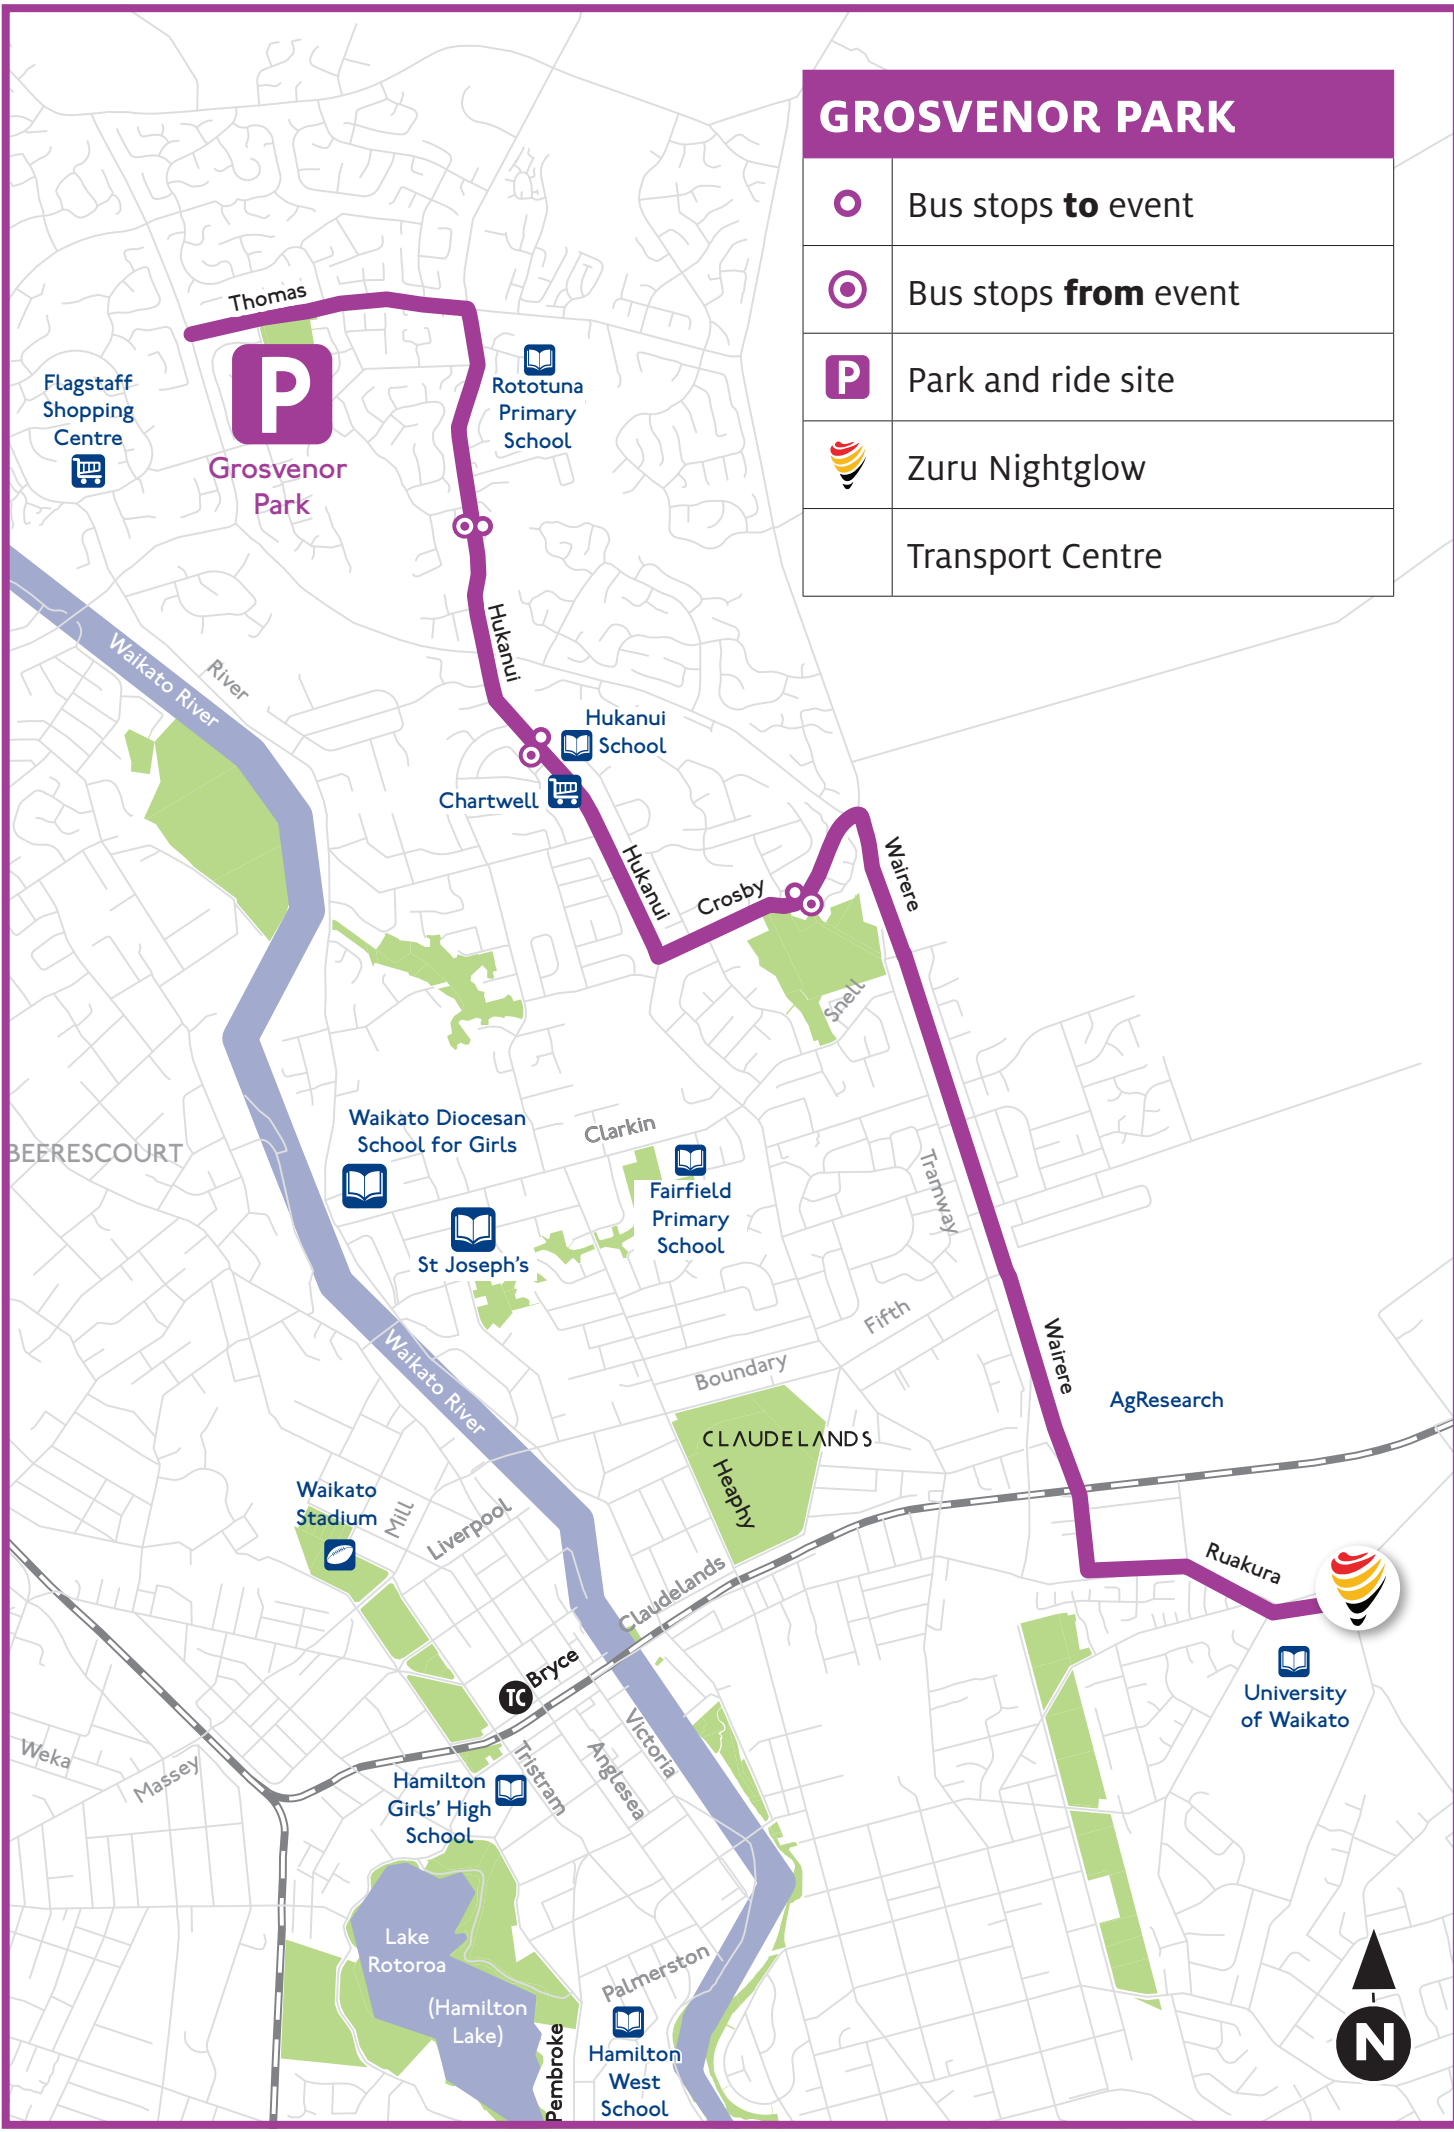 GROSVENOR PARK
Bus stops to event
Bus stops from event
P
Park and ride site
Zuru Nightglow
Transport Centre
Thomas
P
Grosvenor
Park
Flagstaff
Shopping
Centre
Rototuna
Primary
School
Hukanui
Waikato River
River
Hukanui
School
Chartwell
Hukanui
Crosby
Wairere
Snell
BEERESCOURT
Waikato Diocesan
School for Girls
Clarkin
Fairfield
Primary
School
St Joseph's
Tramway
Fifth
Boundary
Wairere
AgResearch
Waikato River
CLAUDELANDS
Heaphy
Waikato
Stadium
Mill
Liverpool
Claudelands
Ruakura
University
of Waikato
TC
Bryce
Victoria
Anglesea
Tristram
Weka
Massey
Hamilton
Girls' High
School
Lake
Rotoroa
(Hamilton
Lake)
Palmerston
Pembroke
Hamilton
West
School
N